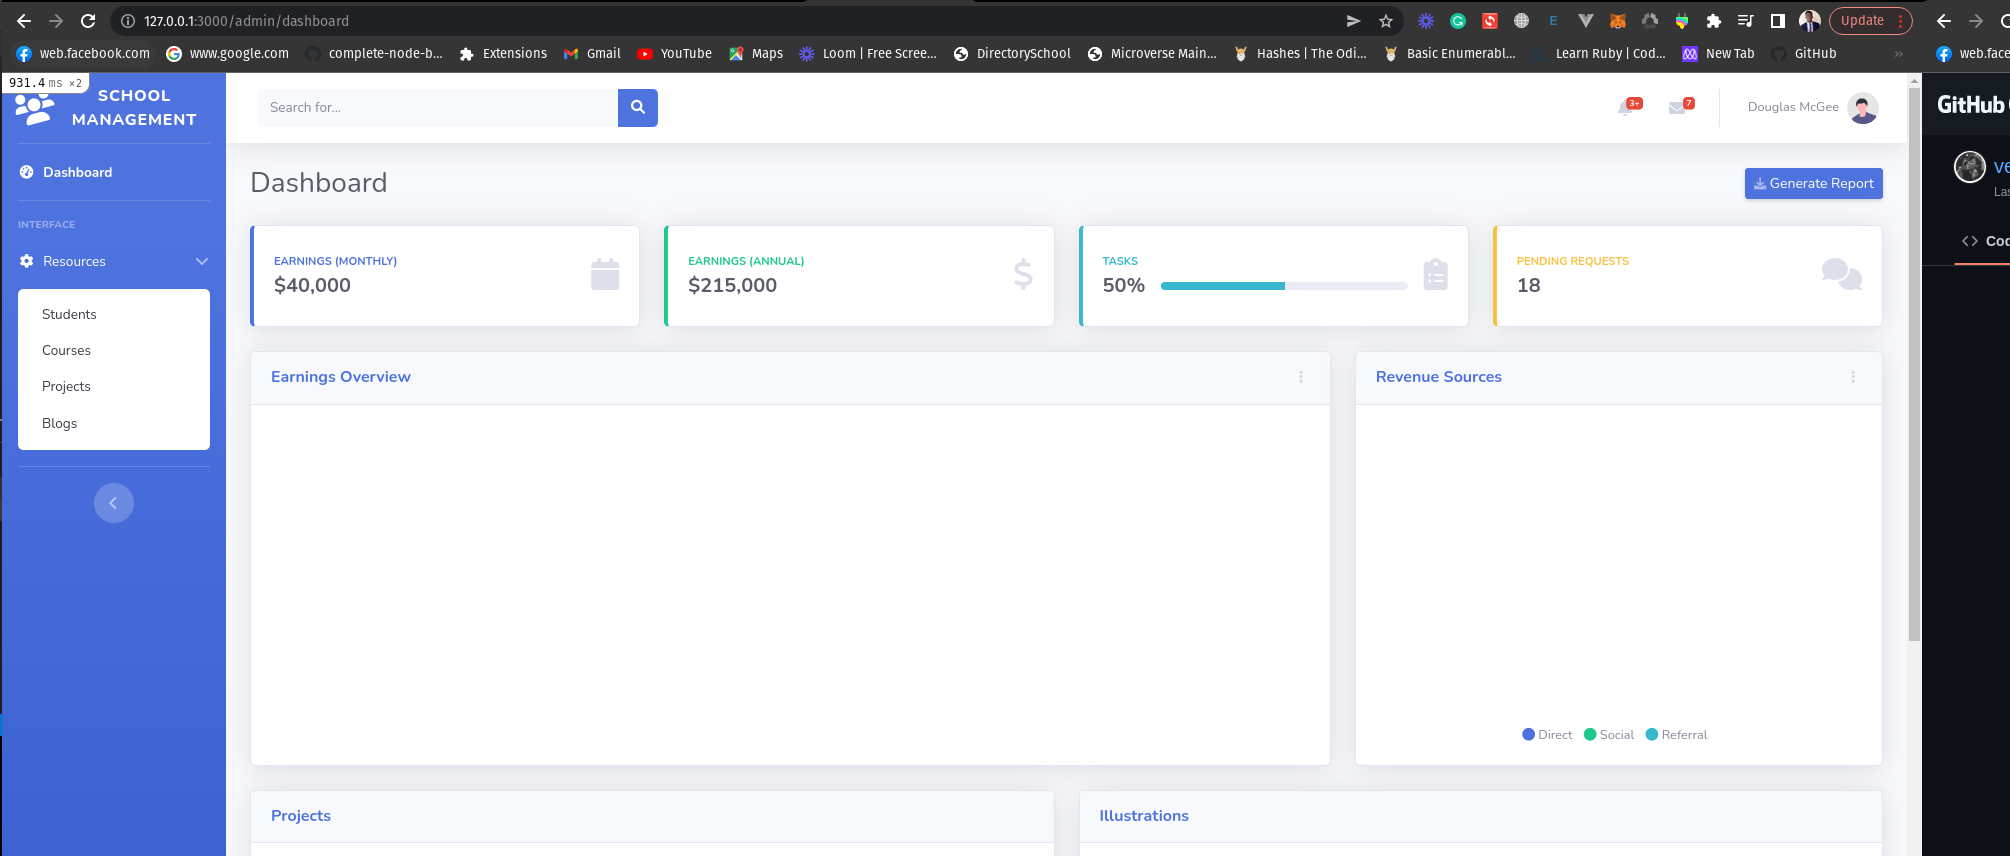 127.0.0.1:3000/admin/dashboard
Update
web.facebook.com
www.google.com
complete-node-b...
Extensions
Gmail
YouTube
Maps
Loom | Free Scree...
DirectorySchool
Microverse Main...
Hashes | The Odi...
Basic Enumerabl...
Learn Ruby | Cod...
New Tab
GitHub
»
web.face
931.4 ms ×2
SCHOOL
MANAGEMENT
Search for...
3+
7
Douglas McGee
GitHub
Dashboard
INTERFACE
Resources
Students
Courses
Projects
Blogs
Dashboard
Generate Report
EARNINGS (MONTHLY)
$40,000
EARNINGS (ANNUAL)
$215,000
TASKS
50%
PENDING REQUESTS
18
Earnings Overview
Revenue Sources
Direct
Social
Referral
Projects
Illustrations
Las
<> Cod